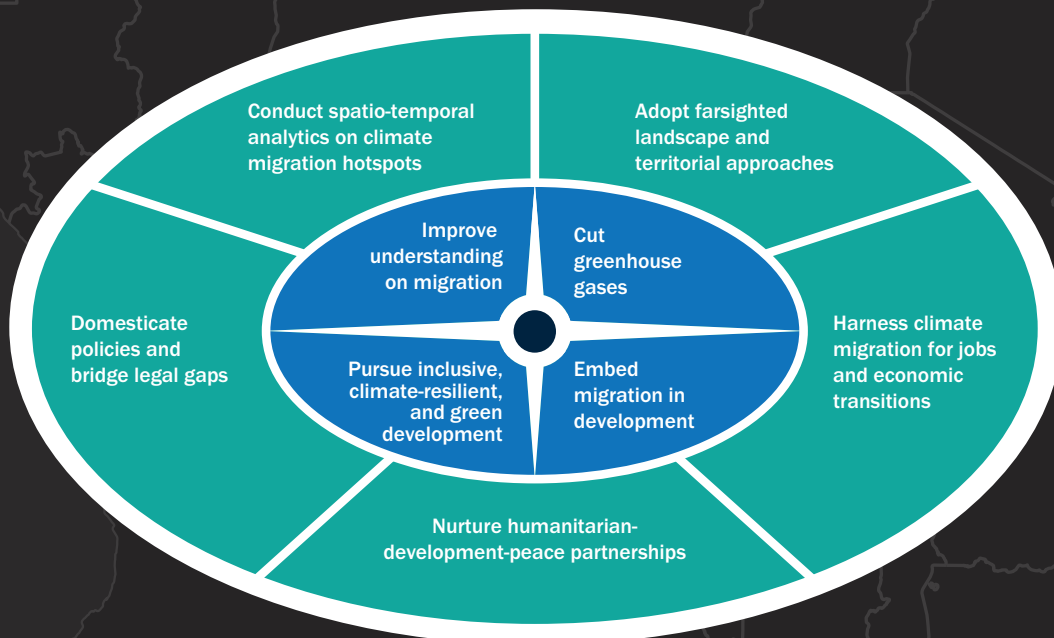 Conduct spatio-temporal
analytics on climate
migration hotspots
Adopt farsighted
landscape and
territorial approaches
Improve
understanding
on migration
Cut
greenhouse
gases
Domesticate
policies and
bridge legal gaps
Harness climate
migration for jobs
and economic
transitions
Pursue inclusive,
climate-resilient,
and green
development
Embed
migration in
development
Nurture humanitarian-
development-peace partnerships